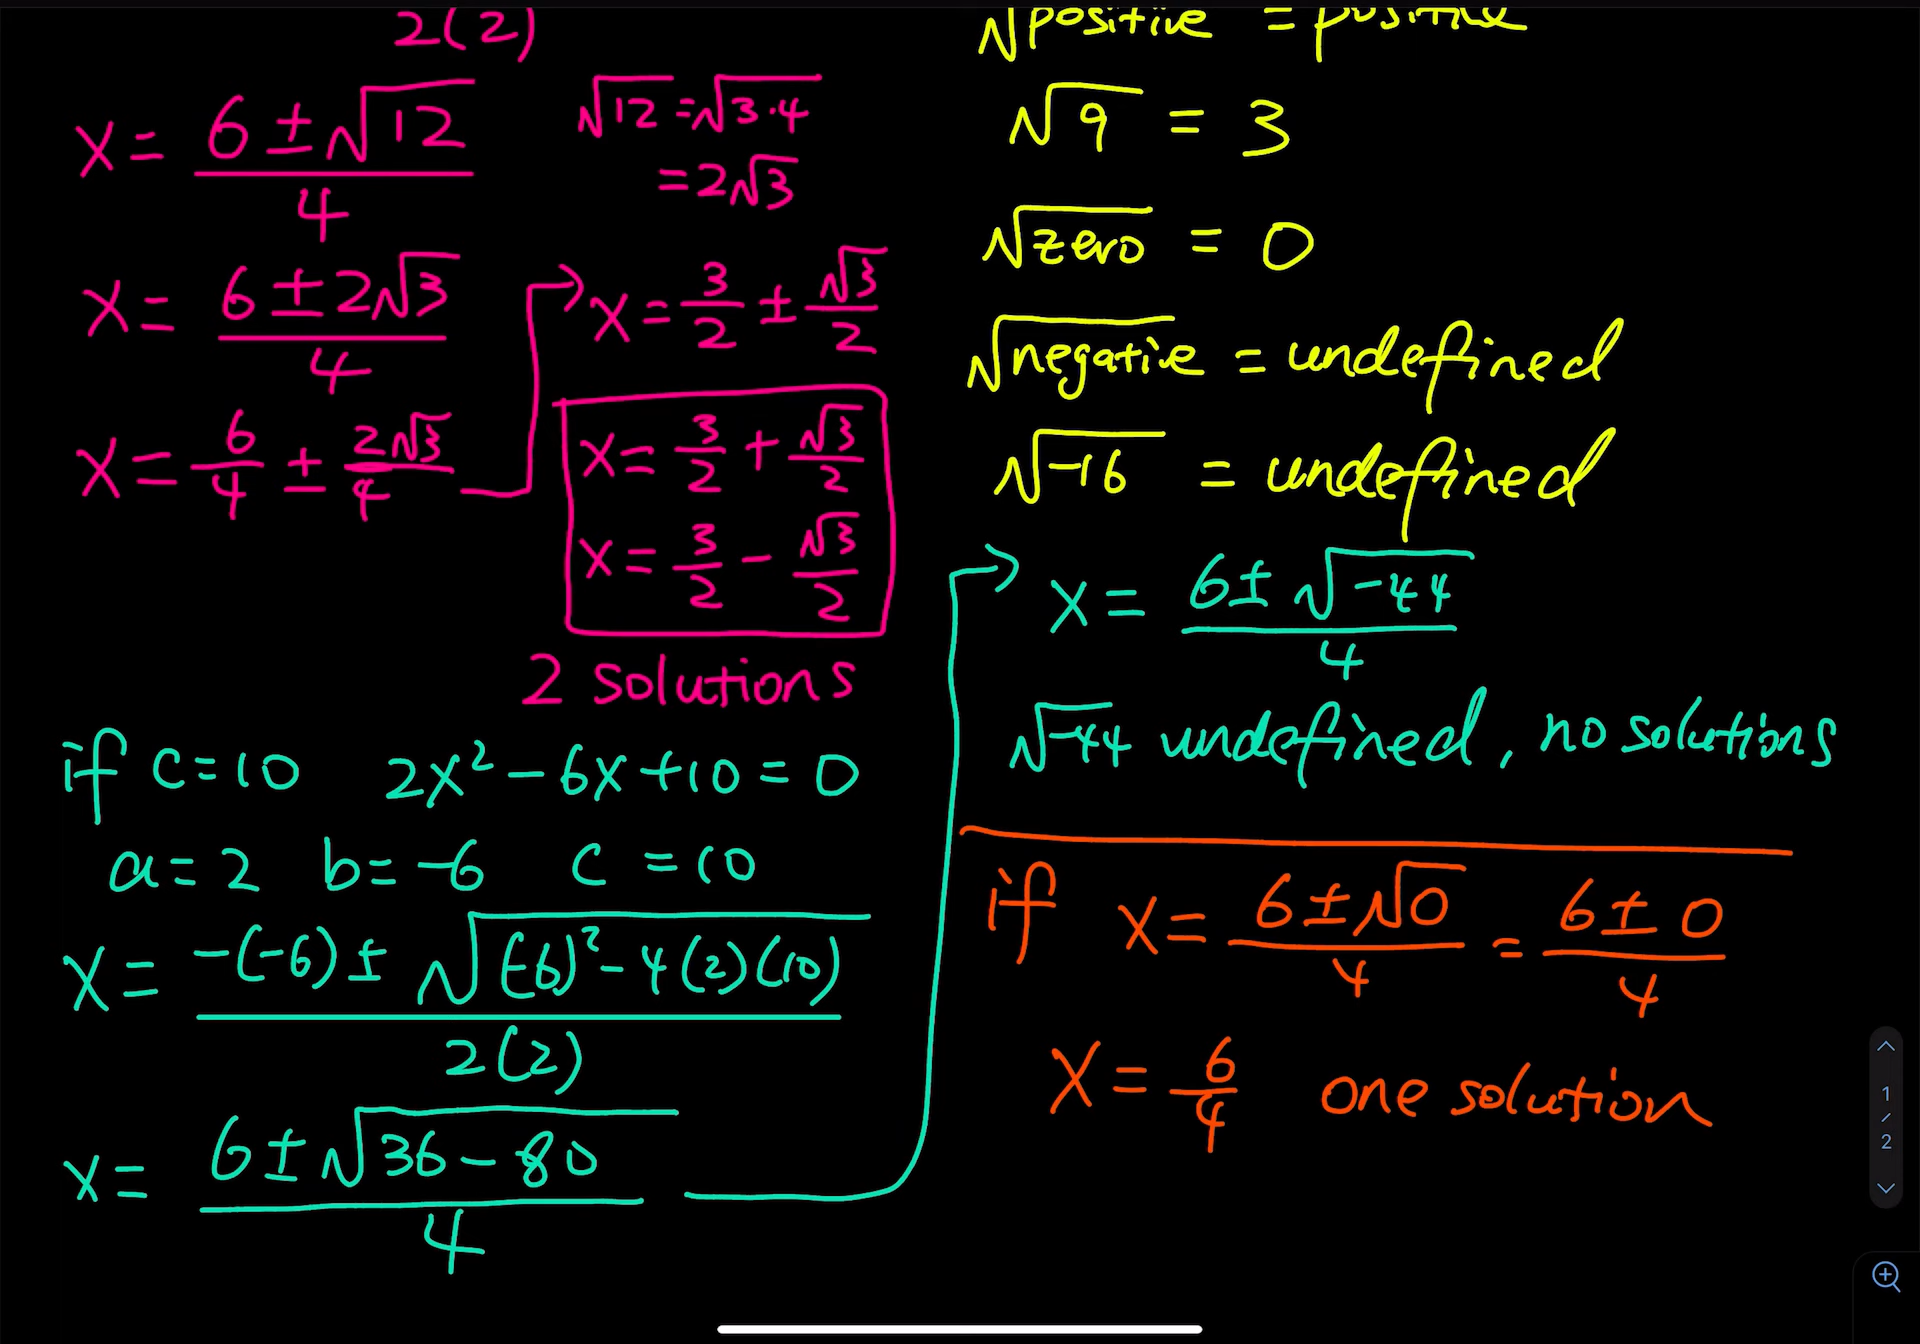 2(2)
x = (6 ± √12)/4
√12 = √3·4
= 2√3
x = (6 ± 2√3)/4
x = 6/4 ± 2√3/4
x = 3/2 ± √3/2
x = 3/2 + √3/2
x = 3/2 - √3/2
2 solutions
if c=10 2x² - 6x + 10 = 0
a = 2 b = -6 c = 10
x = (-(-6) ± √((-6)² - 4(2)(10)))/2(2)
x = (6 ± √(36 - 80))/4
√positive = positive
√9 = 3
√zero = 0
√negative = undefined
√-16 = undefined
x = (6 ± √-44)/4
√-44 undefined, no solutions
if x = (6 ± √0)/4 = (6 ± 0)/4
x = 6/4 one solution
1
/
2